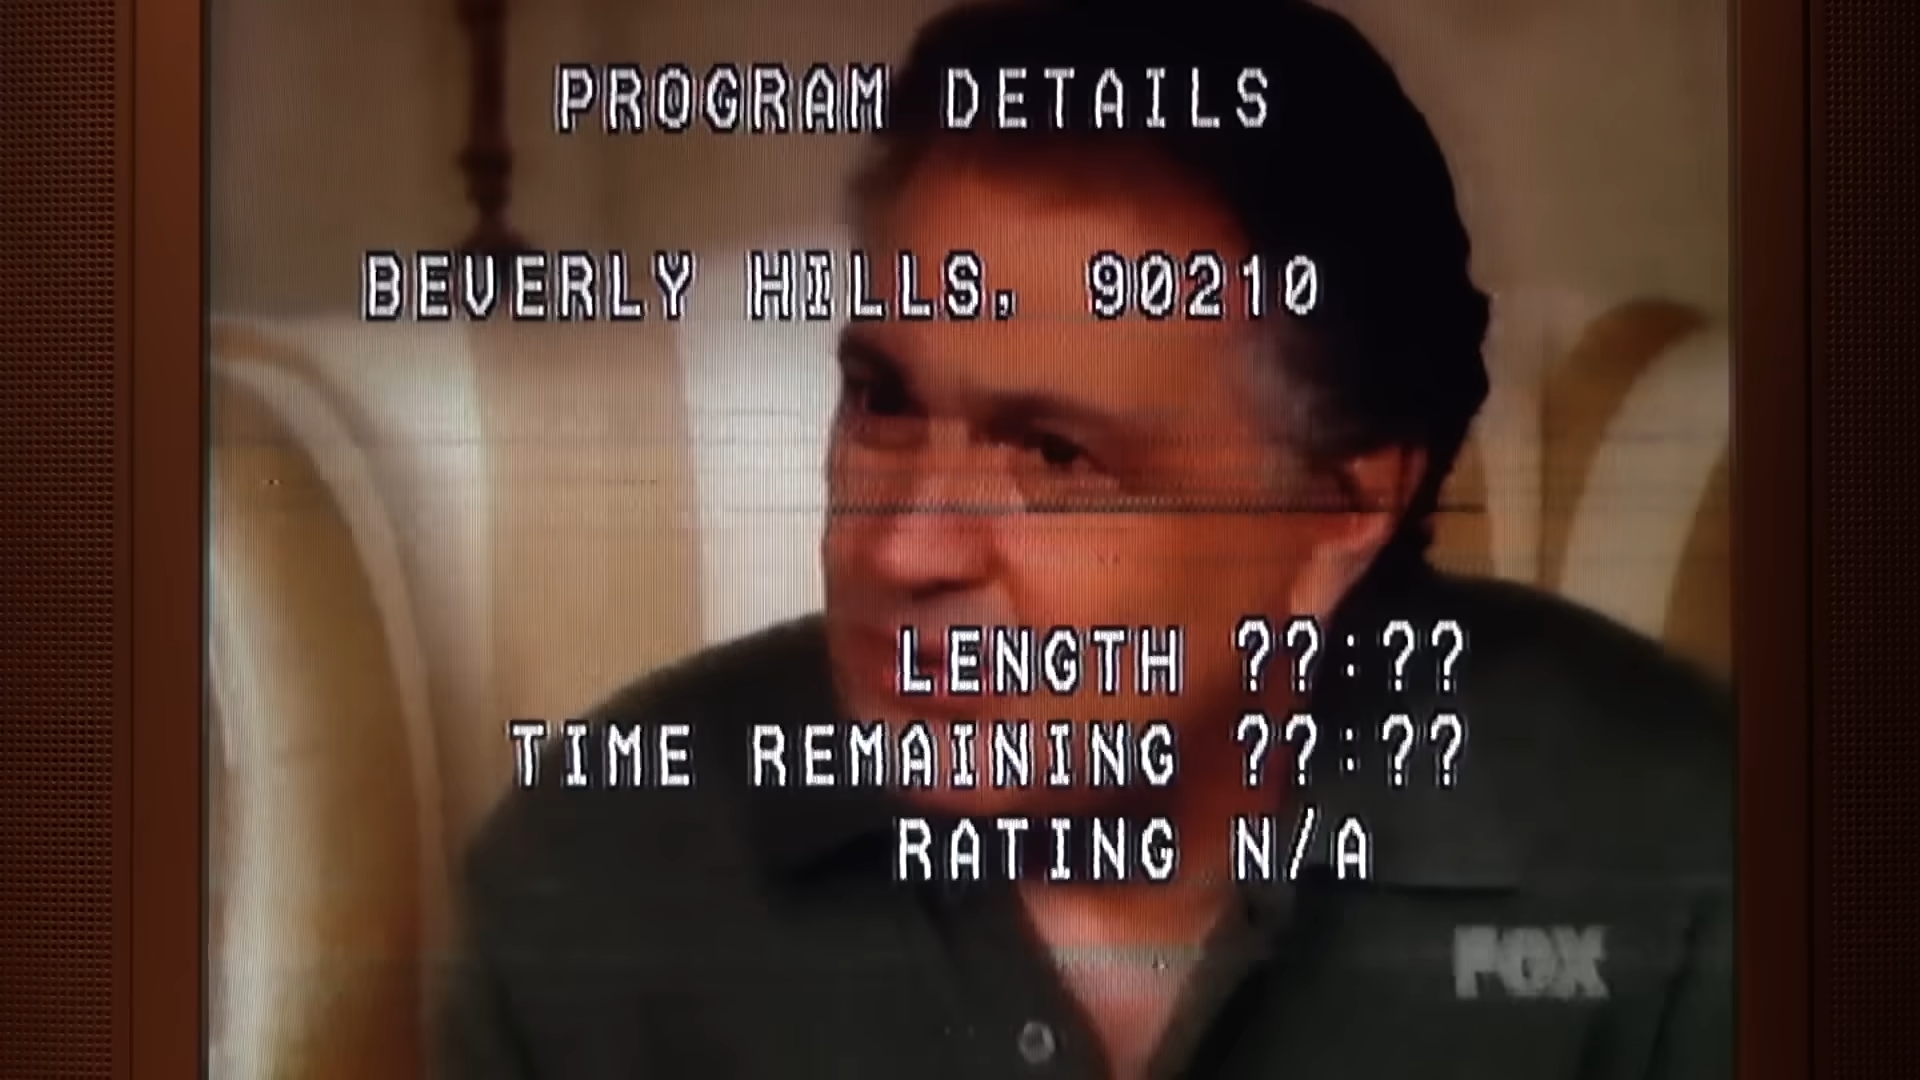 PROGRAM DETAILS
BEVERLY HILLS, 90210
LENGTH ??:??
TIME REMAINING ??:??
RATING N/A
FOX